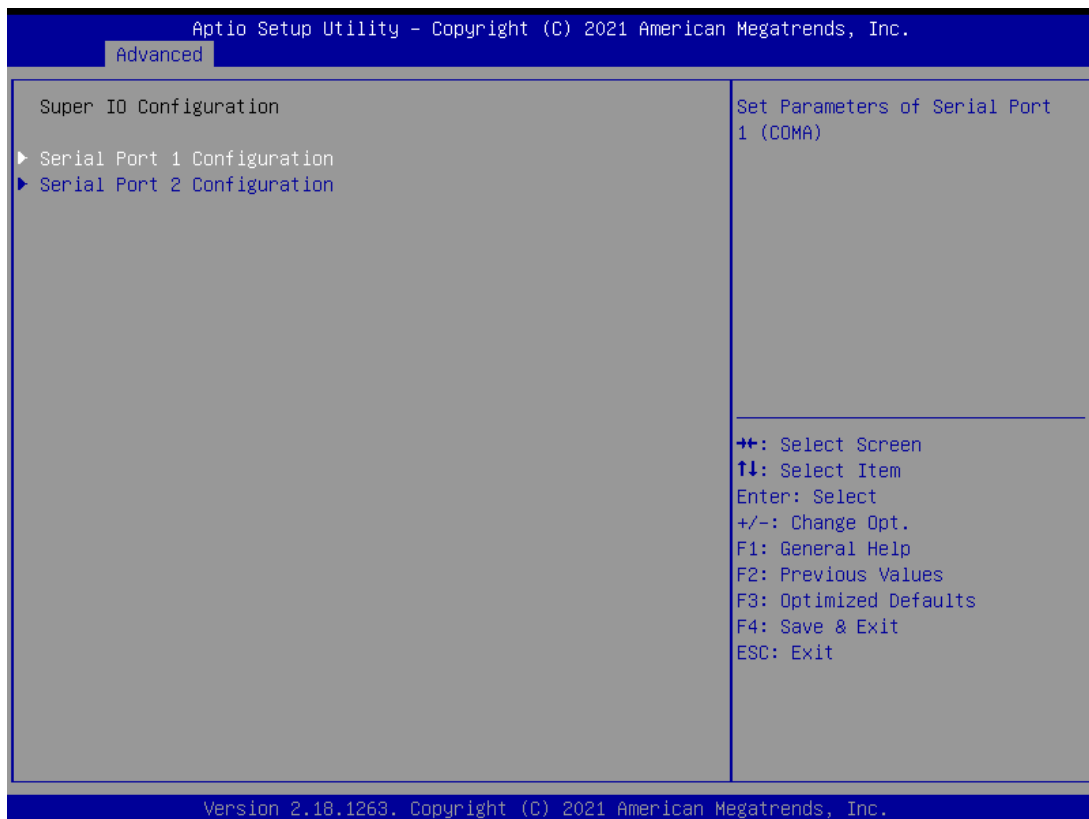 Aptio Setup Utility – Copyright (C) 2021 American Megatrends, Inc.
Advanced
Super IO Configuration
▶ Serial Port 1 Configuration
▶ Serial Port 2 Configuration
Set Parameters of Serial Port
1 (COMA)
→←: Select Screen
↑↓: Select Item
Enter: Select
+/-: Change Opt.
F1: General Help
F2: Previous Values
F3: Optimized Defaults
F4: Save & Exit
ESC: Exit
Version 2.18.1263. Copyright (C) 2021 American Megatrends, Inc.